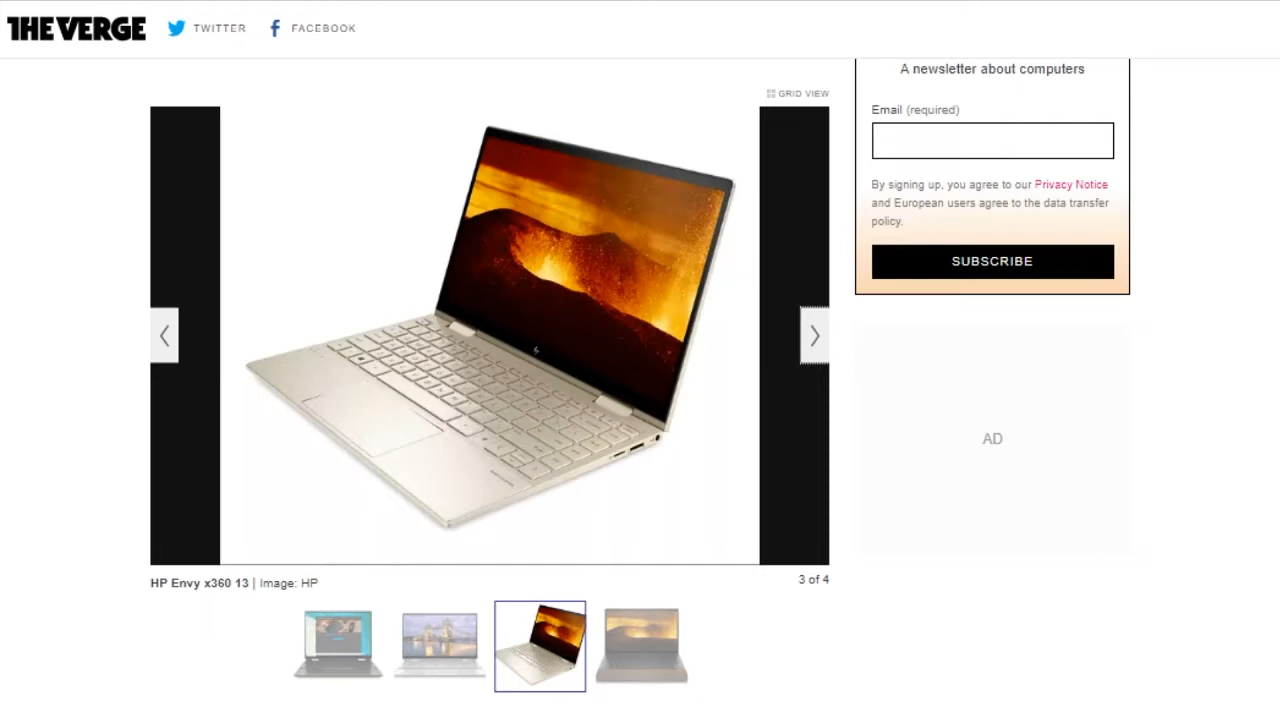 THE VERGE TWITTER FACEBOOK
A newsletter about computers
GRID VIEW
Email (required)
By signing up, you agree to our Privacy Notice
and European users agree to the data transfer
policy.
SUBSCRIBE
AD
HP Envy x360 13 | Image: HP
3 of 4